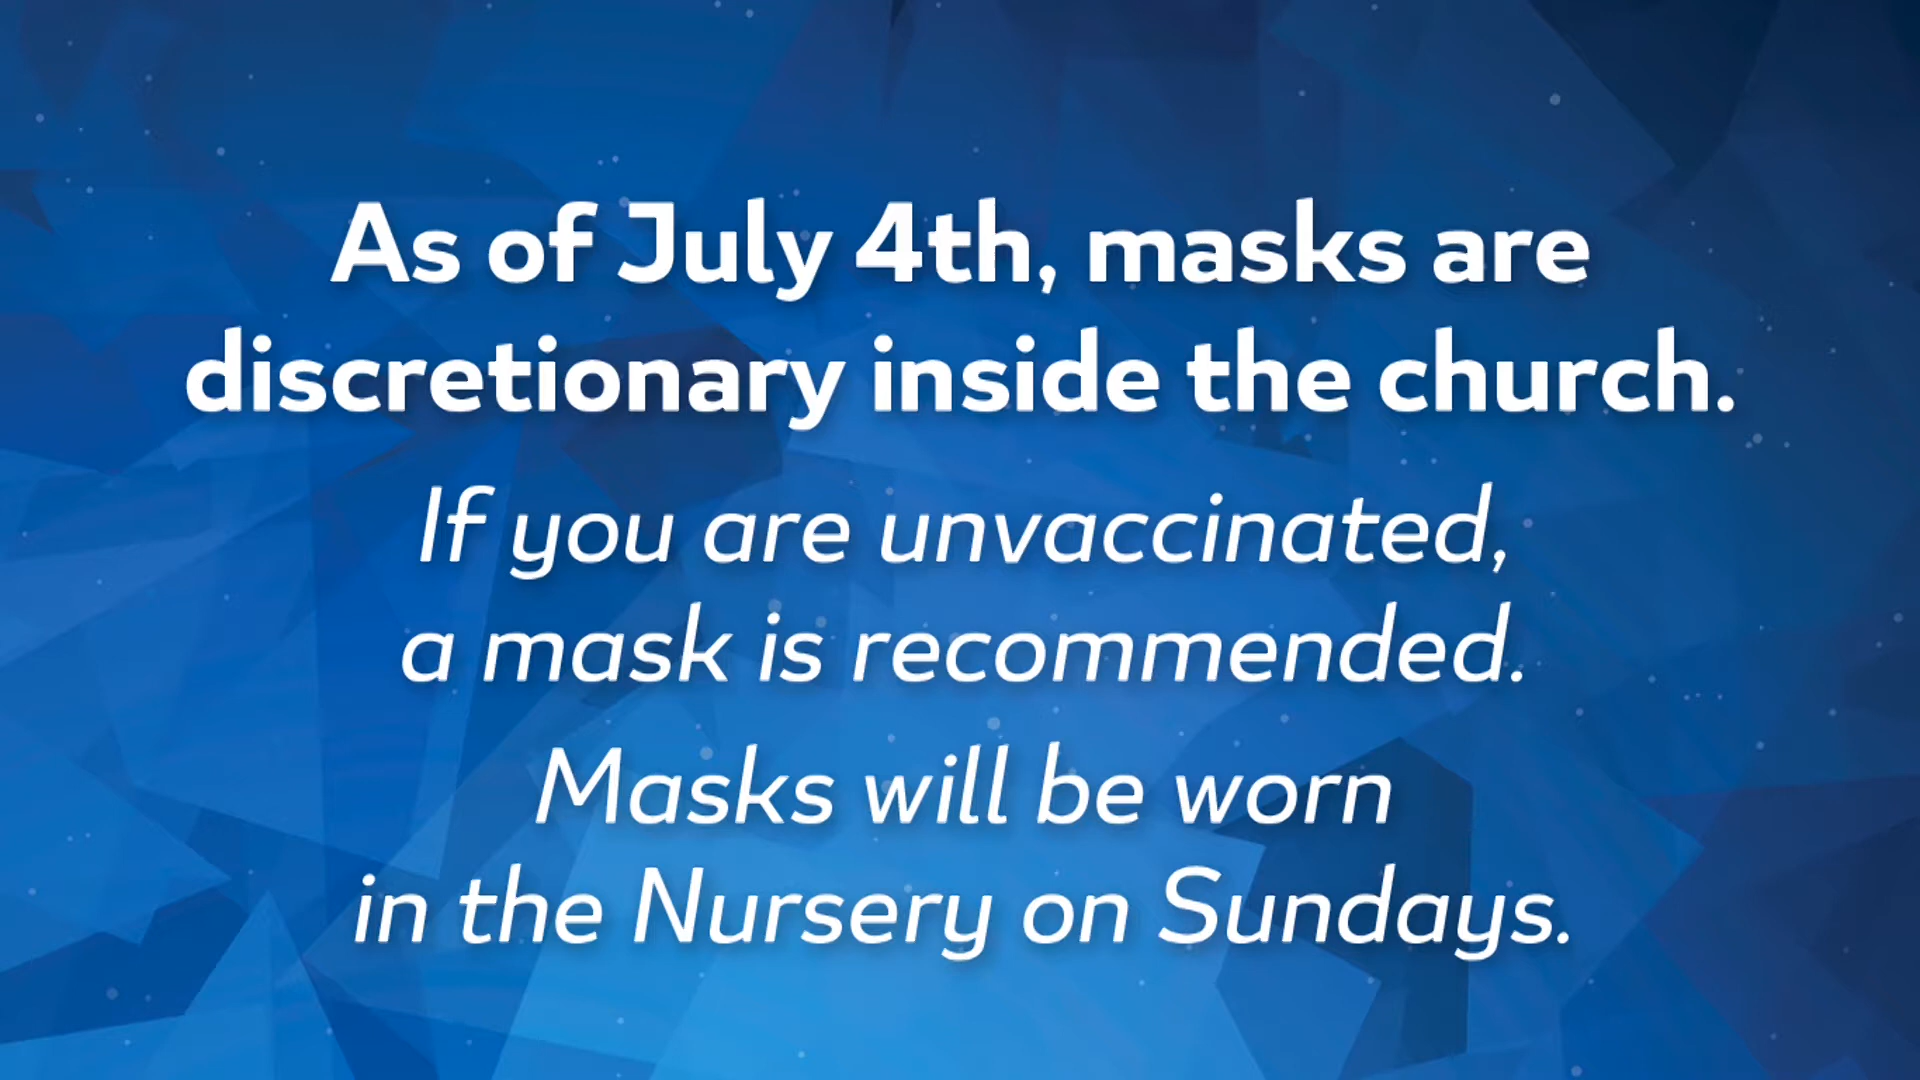 As of July 4th, masks are
discretionary inside the church.
If you are unvaccinated,
a mask is recommended.
Masks will be worn
in the Nursery on Sundays.